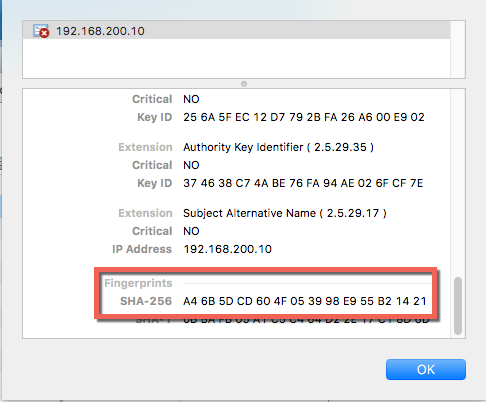 192.168.200.10
Critical NO
Key ID 25 6A 5F EC 12 D7 79 2B FA 26 A6 00 E9 02
Extension Authority Key Identifier ( 2.5.29.35 )
Critical NO
Key ID 37 46 38 C7 4A BE 76 FA 94 AE 02 6F CF 7E
Extension Subject Alternative Name ( 2.5.29.17 )
Critical NO
IP Address 192.168.200.10
Fingerprints
SHA-256 A4 6B 5D CD 60 4F 05 39 98 E9 55 B2 14 21
OK